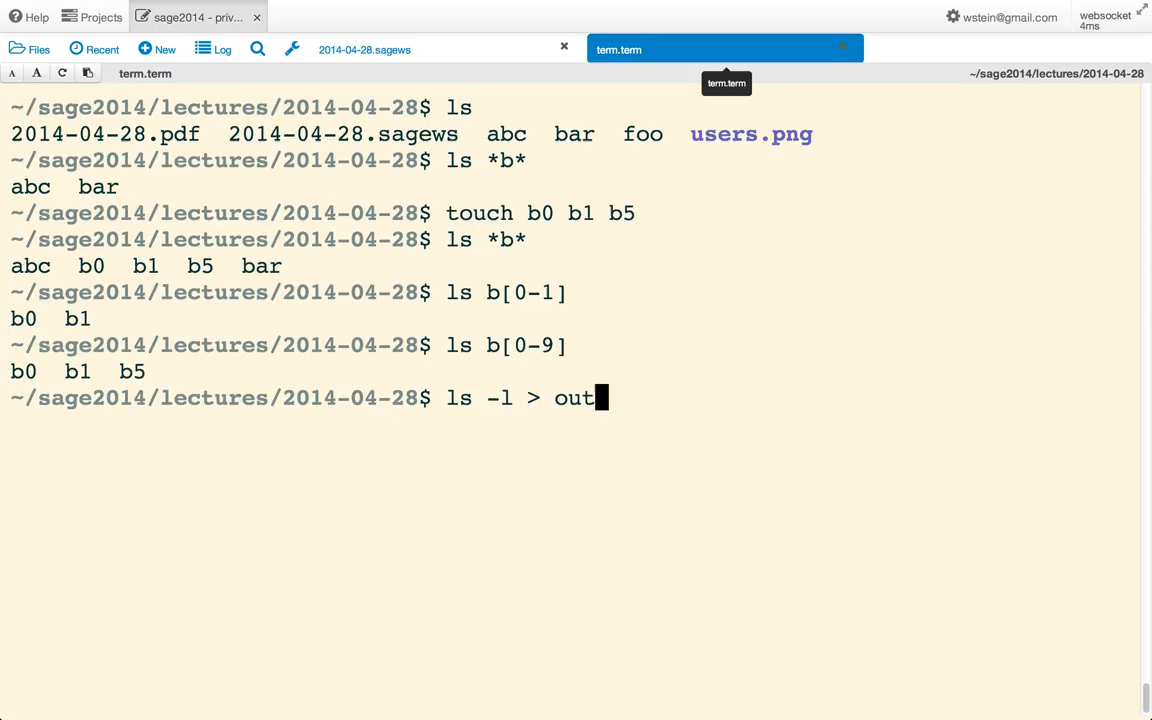 Help Projects sage2014 - priv... × wstein@gmail.com websocket 4ms
Files Recent New Log 2014-04-28.sagews × term.term ×
A A term.term ~/sage2014/lectures/2014-04-28
term.term
~/sage2014/lectures/2014-04-28$ ls
2014-04-28.pdf 2014-04-28.sagews abc bar foo users.png
~/sage2014/lectures/2014-04-28$ ls *b*
abc bar
~/sage2014/lectures/2014-04-28$ touch b0 b1 b5
~/sage2014/lectures/2014-04-28$ ls *b*
abc b0 b1 b5 bar
~/sage2014/lectures/2014-04-28$ ls b[0-1]
b0 b1
~/sage2014/lectures/2014-04-28$ ls b[0-9]
b0 b1 b5
~/sage2014/lectures/2014-04-28$ ls -l > out